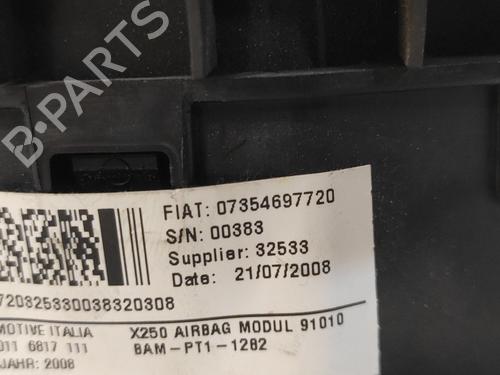 FIAT: 07354697720
S/N: 00383
Supplier: 32533
Date: 21/07/2008
720325330038320308
MOTIVE ITALIA
X250 AIRBAG MODUL 91010
011 6817 111
BAM-PT1-1282
JAHR: 2008
B-PARTS